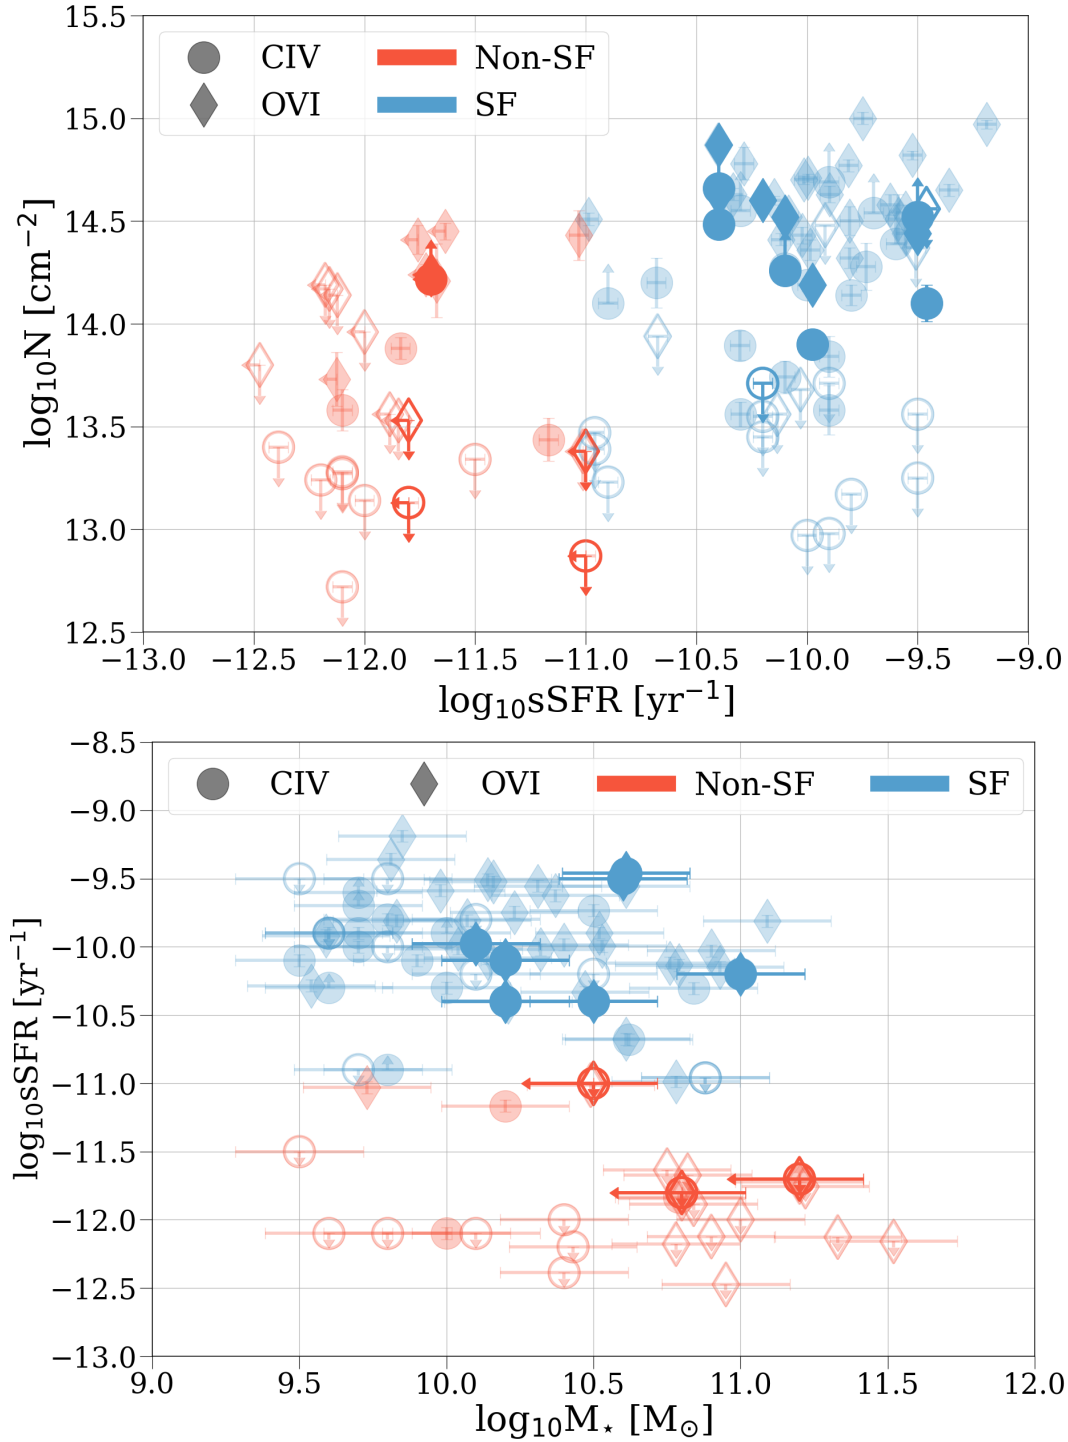 15.5
15.0
14.5
14.0
13.5
13.0
12.5
log₁₀N [cm⁻²]
CIV Non-SF
OVI SF
−13.0 −12.5 −12.0 −11.5 −11.0 −10.5 −10.0 −9.5 −9.0
log₁₀sSFR [yr⁻¹]
−8.5
−9.0
−9.5
−10.0
−10.5
−11.0
−11.5
−12.0
−12.5
−13.0
log₁₀sSFR [yr⁻¹]
CIV OVI Non-SF SF
9.0 9.5 10.0 10.5 11.0 11.5 12.0
log₁₀M⋆ [M⊙]